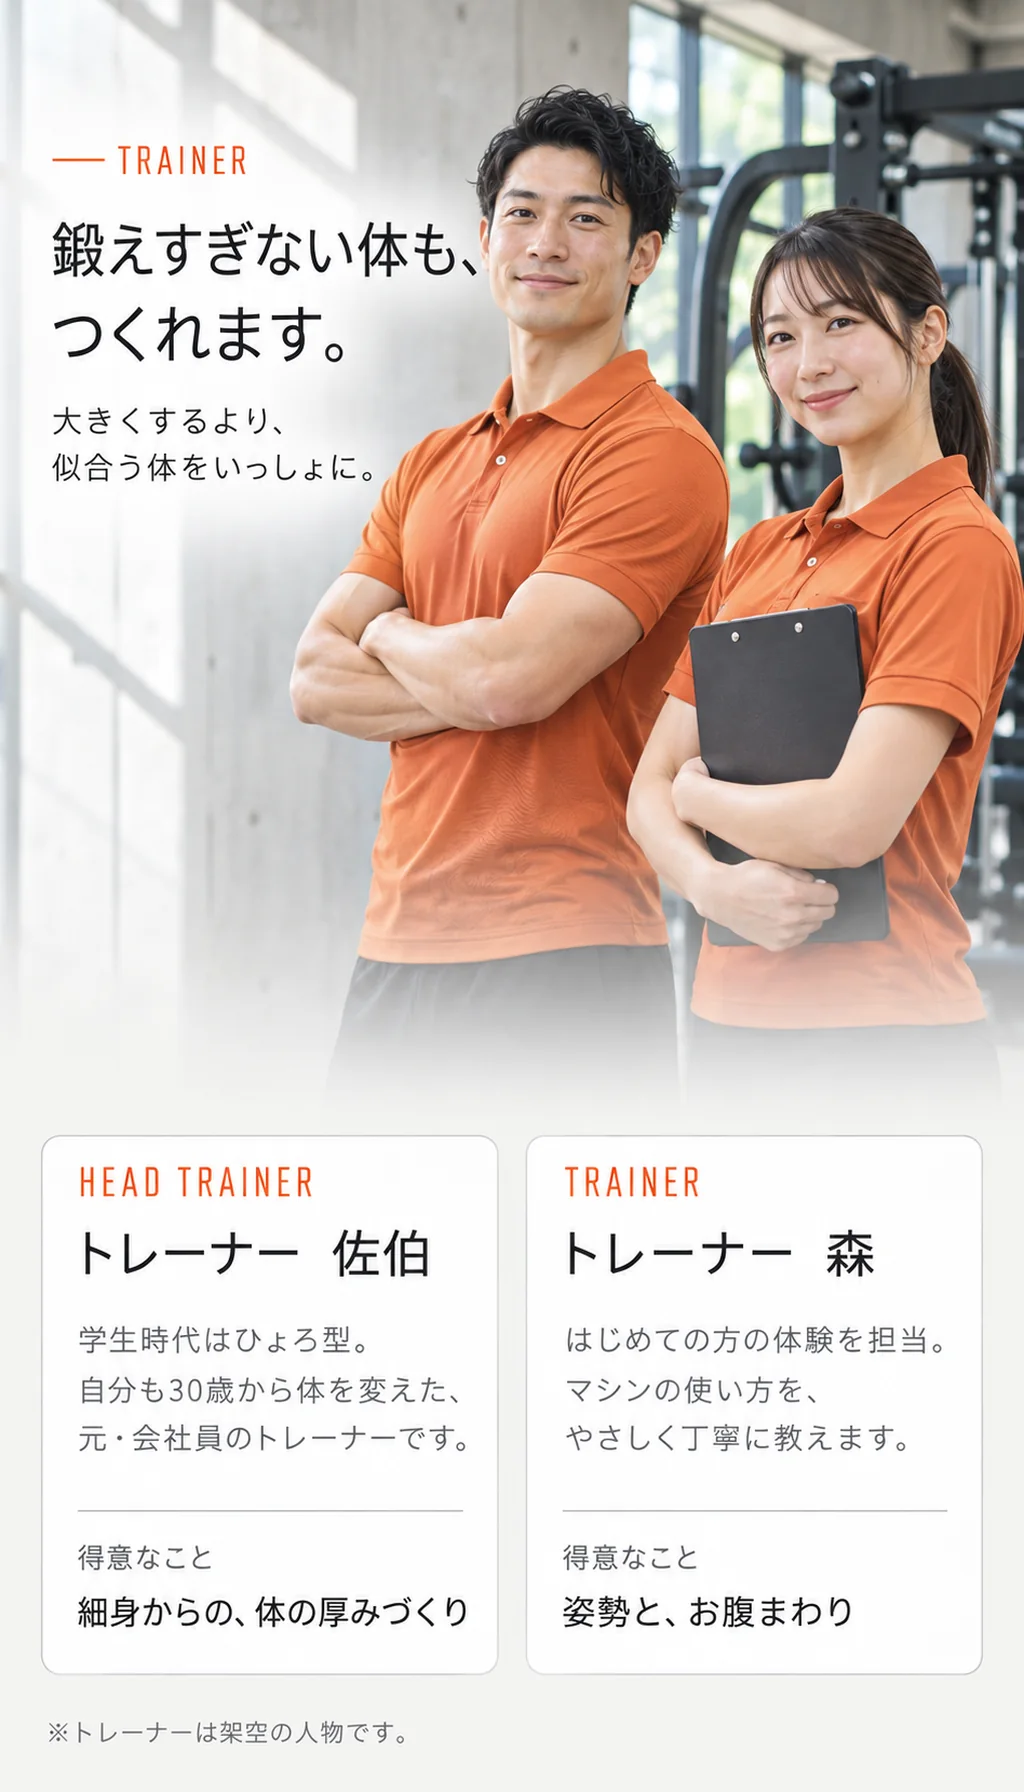 TRAINER
鍛えすぎない体も、
つくれます。
大きくするより、
似合う体をいっしょに。
HEAD TRAINER
トレーナー 佐伯
学生時代はひょろ型。
自分も30歳から体を変えた、
元・会社員のトレーナーです。
得意なこと
細身からの、体の厚みづくり
TRAINER
トレーナー 森
はじめての方の体験を担当。
マシンの使い方を、
やさしく丁寧に教えます。
得意なこと
姿勢と、お腹まわり
※トレーナーは架空の人物です。